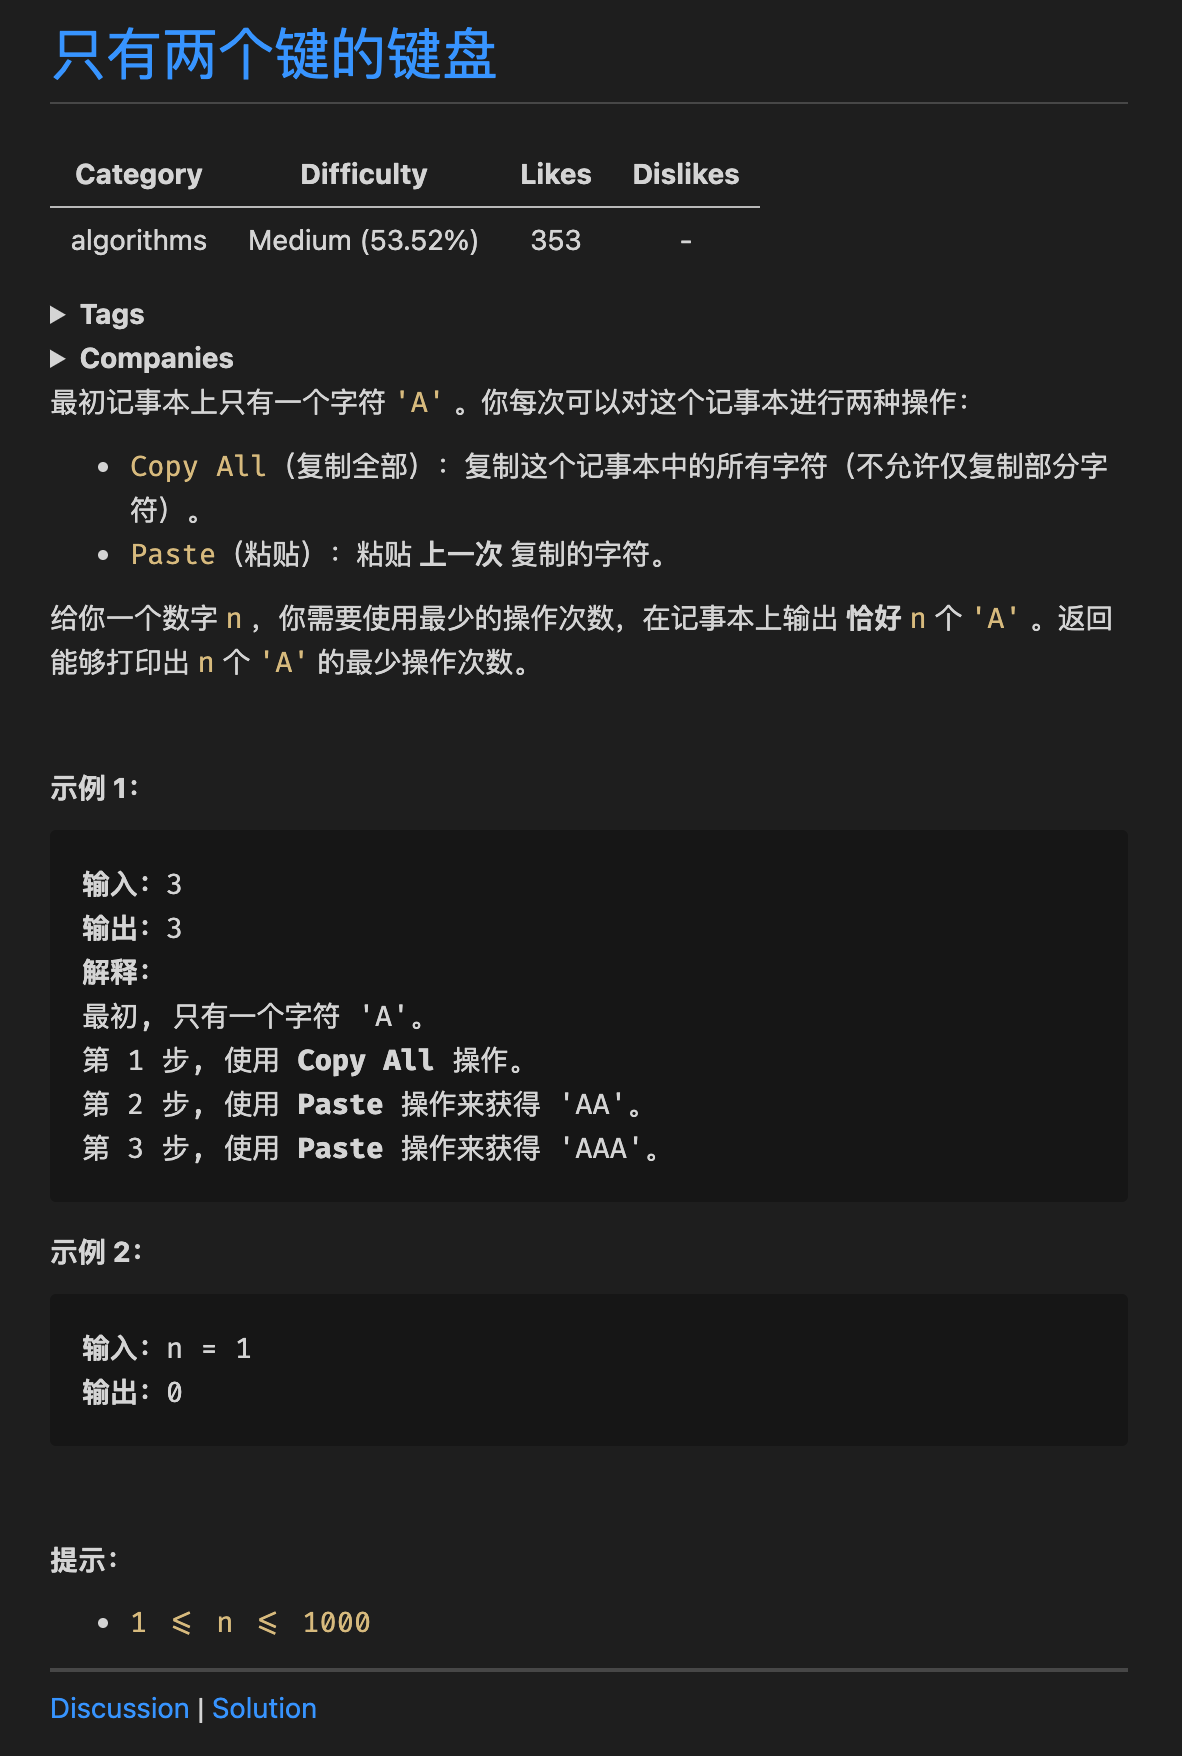 只有两个键的键盘
Category Difficulty Likes Dislikes
algorithms Medium (53.52%) 353 -
Tags
Companies
最初记事本上只有一个字符 'A' 。你每次可以对这个记事本进行两种操作：
• Copy All（复制全部）：复制这个记事本中的所有字符（不允许仅复制部分字
符）。
• Paste（粘贴）：粘贴 上一次 复制的字符。
给你一个数字 n ，你需要使用最少的操作次数，在记事本上输出 恰好 n 个 'A' 。返回
能够打印出 n 个 'A' 的最少操作次数。
示例 1：
输入：3
输出：3
解释：
最初, 只有一个字符 'A'。
第 1 步, 使用 Copy All 操作。
第 2 步, 使用 Paste 操作来获得 'AA'。
第 3 步, 使用 Paste 操作来获得 'AAA'。
示例 2：
输入：n = 1
输出：0
提示：
• 1 <= n <= 1000
Discussion | Solution